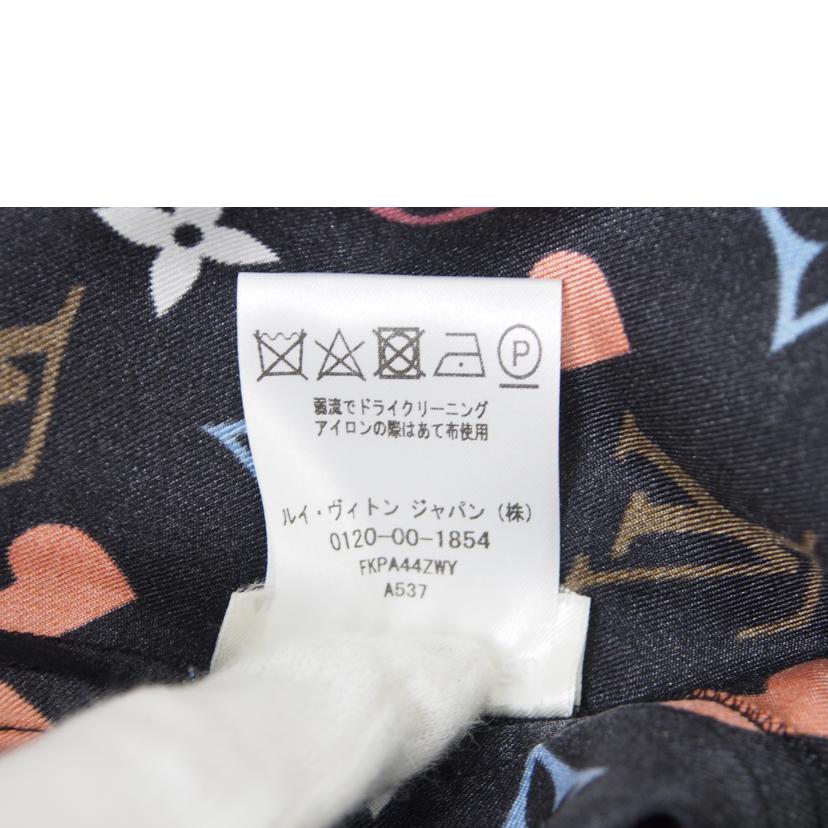 P
弱流でドライクリーニング
アイロンの際はあて布使用
ルイ・ヴィトン ジャパン (株)
0120-00-1854
FKPA44ZWY
A537